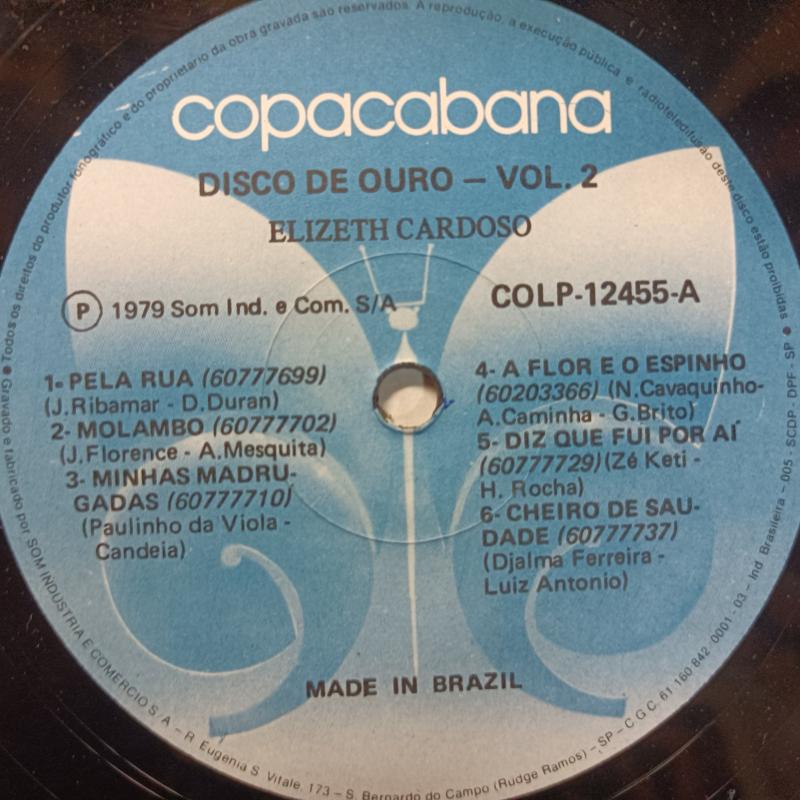 copacabana
DISCO DE OURO – VOL. 2
ELIZETH CARDOSO
P 1979 Som Ind. e Com. S/A
COLP-12455-A
1- PELA RUA (60777699)
(J.Ribamar - D.Duran)
2- MOLAMBO (60777702)
(J.Florence - A.Mesquita)
3- MINHAS MADRU-
GADAS (60777710)
(Paulinho da Viola -
Candeia)
4- A FLOR E O ESPINHO
(60203366) (N.Cavaquinho-
A.Caminha - G.Brito)
5- DIZ QUE FUI POR AÍ
(60777729)(Zé Keti -
H. Rocha)
6- CHEIRO DE SAU-
DADE (60777737)
(Djalma Ferreira -
Luiz Antonio)
MADE IN BRAZIL
Todos os direitos do produtor fonográfico e do proprietario da obra gravada são reservados. A reprodução, a execução pública e radioteledifusão deste disco estão proibidas
Gravado e fabricado por SOM INDUSTRIA E COMERCIO S A – R. Eugenia S. Vitale, 173 – S. Bernardo do Campo (Rudge Ramos) – SP – C G C. 61 160 842 0001 - 03 – Ind. Brasileira - 005 - SCDP - DPF - SP